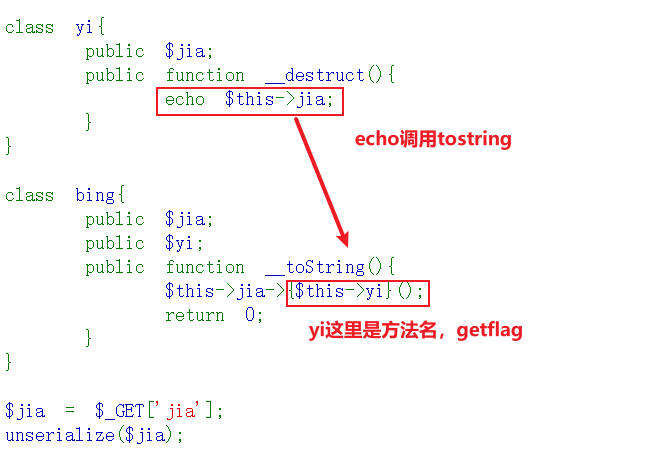 class yi{
public $jia;
public function __destruct(){
echo $this->jia;
}
}
echo调用tostring
class bing{
public $jia;
public $yi;
public function __toString(){
$this->jia->{$this->yi}();
return 0;
}
}
yi这里是方法名，getflag
$jia = $_GET['jia'];
unserialize($jia);